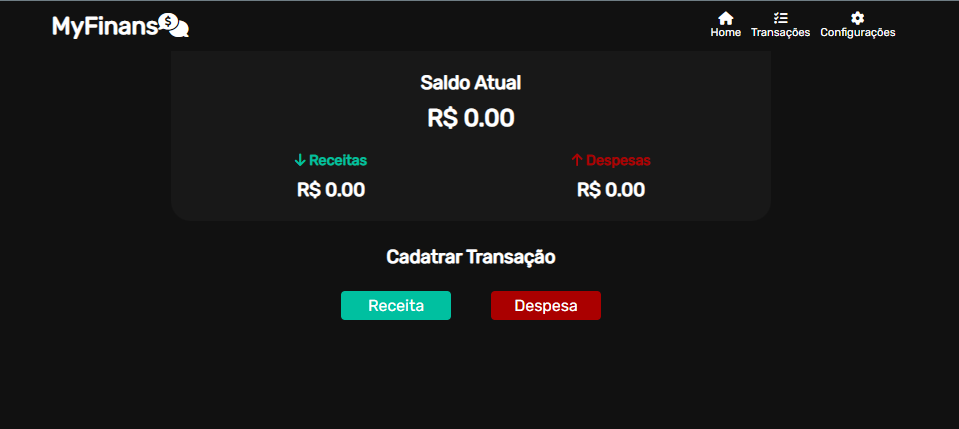 MyFinans$
Home Transações Configurações
Saldo Atual
R$ 0.00
Receitas Despesas
R$ 0.00 R$ 0.00
Cadatrar Transação
Receita Despesa